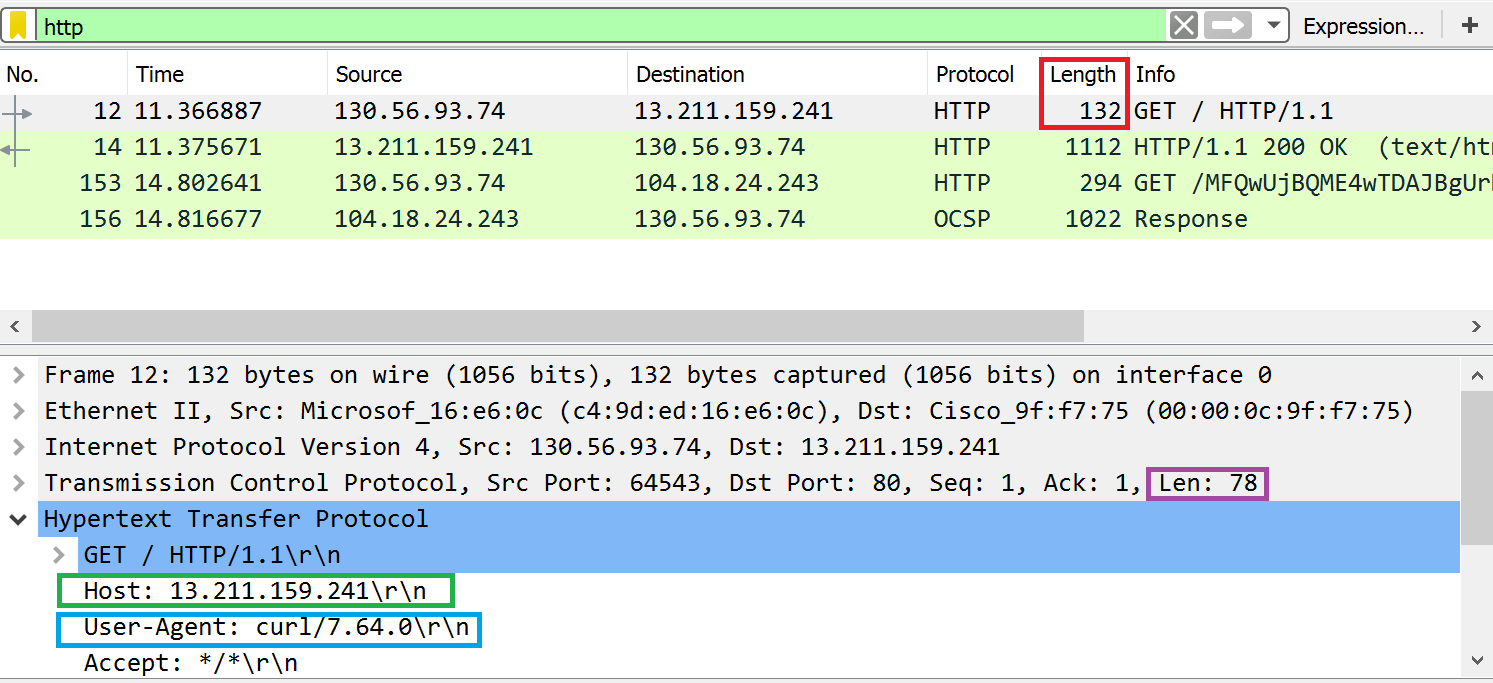 http Expression... +
No. Time Source Destination Protocol Length Info
12 11.366887 130.56.93.74 13.211.159.241 HTTP 132 GET / HTTP/1.1
14 11.375671 13.211.159.241 130.56.93.74 HTTP 1112 HTTP/1.1 200 OK (text/ht
153 14.802641 130.56.93.74 104.18.24.243 HTTP 294 GET /MFQwUjBQME4wTDAJBgUr
156 14.816677 104.18.24.243 130.56.93.74 OCSP 1022 Response
Frame 12: 132 bytes on wire (1056 bits), 132 bytes captured (1056 bits) on interface 0
Ethernet II, Src: Microsof_16:e6:0c (c4:9d:ed:16:e6:0c), Dst: Cisco_9f:f7:75 (00:00:0c:9f:f7:75)
Internet Protocol Version 4, Src: 130.56.93.74, Dst: 13.211.159.241
Transmission Control Protocol, Src Port: 64543, Dst Port: 80, Seq: 1, Ack: 1, Len: 78
Hypertext Transfer Protocol
GET / HTTP/1.1\r\n
Host: 13.211.159.241\r\n
User-Agent: curl/7.64.0\r\n
Accept: */*\r\n